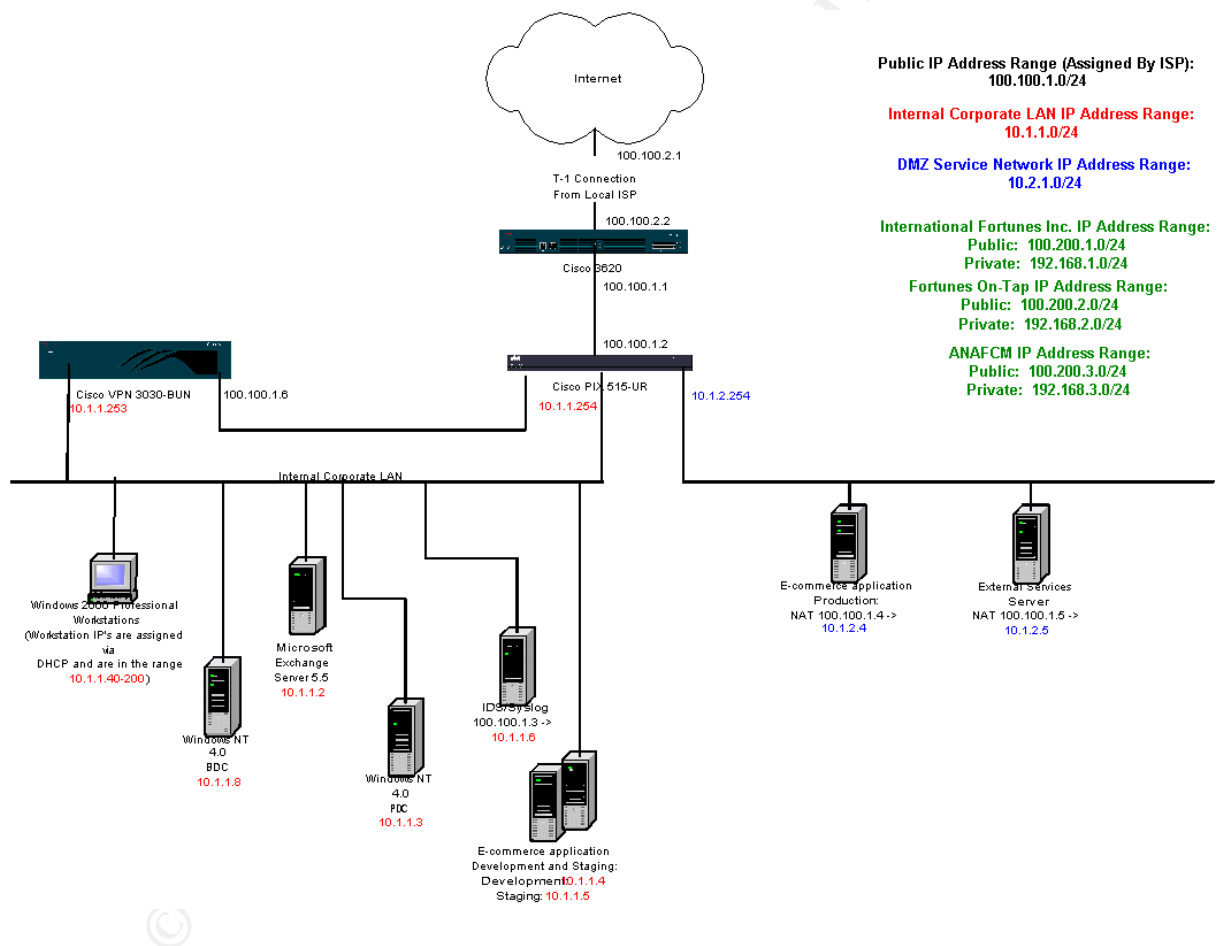 Internet
100.100.2.1
T-1 Connection
From Local ISP
100.100.2.2
Cisco 3620
100.100.1.1
100.100.1.2
Cisco PIX 515-UR
10.1.1.254
10.1.2.254
Cisco VPN 3030-BUN
100.100.1.6
10.1.1.253
Public IP Address Range (Assigned By ISP):
100.100.1.0/24
Internal Corporate LAN IP Address Range:
10.1.1.0/24
DMZ Service Network IP Address Range:
10.2.1.0/24
International Fortunes Inc. IP Address Range:
Public: 100.200.1.0/24
Private: 192.168.1.0/24
Fortunes On-Tap IP Address Range:
Public: 100.200.2.0/24
Private: 192.168.2.0/24
ANAFCM IP Address Range:
Public: 100.200.3.0/24
Private: 192.168.3.0/24
Internal Corporate LAN
Windows 2000 Professional
Workstations
(Workstation IP's are assigned
via
DHCP and are in the range
10.1.1.40-200)
Windows NT
4.0
BDC
10.1.1.8
Microsoft
Exchange
Server 5.5
10.1.1.2
Windows NT
4.0
PDC
10.1.1.3
IDS/Syslog
100.100.1.3 ->
10.1.1.6
E-commerce application
Development and Staging:
Development:10.1.1.4
Staging: 10.1.1.5
E-commerce application
Production:
NAT 100.100.1.4 ->
10.1.2.4
External Services
Server
NAT 100.100.1.5 ->
10.1.2.5
©